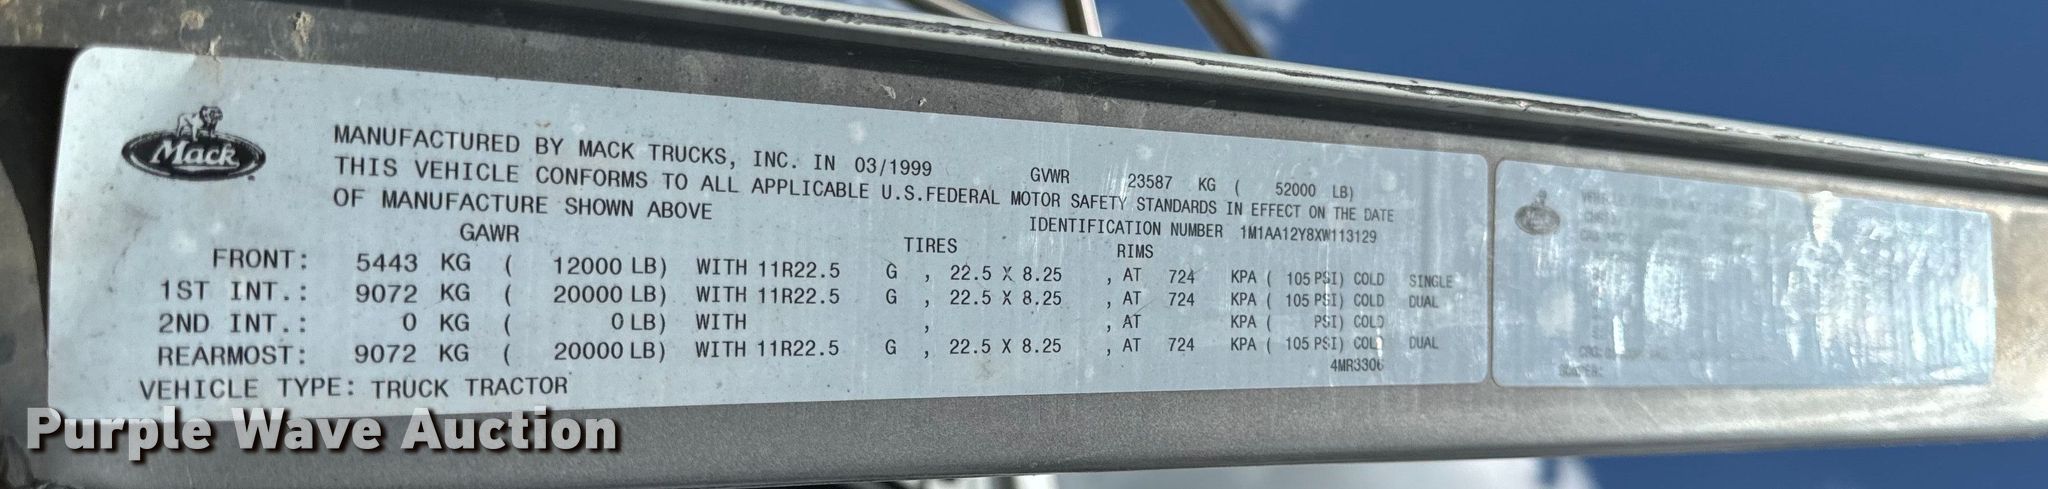 Mack
MANUFACTURED BY MACK TRUCKS, INC. IN 03/1999 GVWR 23587 KG ( 52000 LB)
THIS VEHICLE CONFORMS TO ALL APPLICABLE U.S.FEDERAL MOTOR SAFETY STANDARDS IN EFFECT ON THE DATE
OF MANUFACTURE SHOWN ABOVE IDENTIFICATION NUMBER 1M1AA12Y8XW113129
GAWR TIRES RIMS
FRONT: 5443 KG ( 12000 LB) WITH 11R22.5 G , 22.5 X 8.25 , AT 724 KPA ( 105 PSI) COLD SINGLE
1ST INT.: 9072 KG ( 20000 LB) WITH 11R22.5 G , 22.5 X 8.25 , AT 724 KPA ( 105 PSI) COLD DUAL
2ND INT.: 0 KG ( 0 LB) WITH , , AT KPA ( PSI) COLD
REARMOST: 9072 KG ( 20000 LB) WITH 11R22.5 G , 22.5 X 8.25 , AT 724 KPA ( 105 PSI) COLD DUAL
4MR3306
VEHICLE TYPE: TRUCK TRACTOR
Mack
Purple Wave Auction